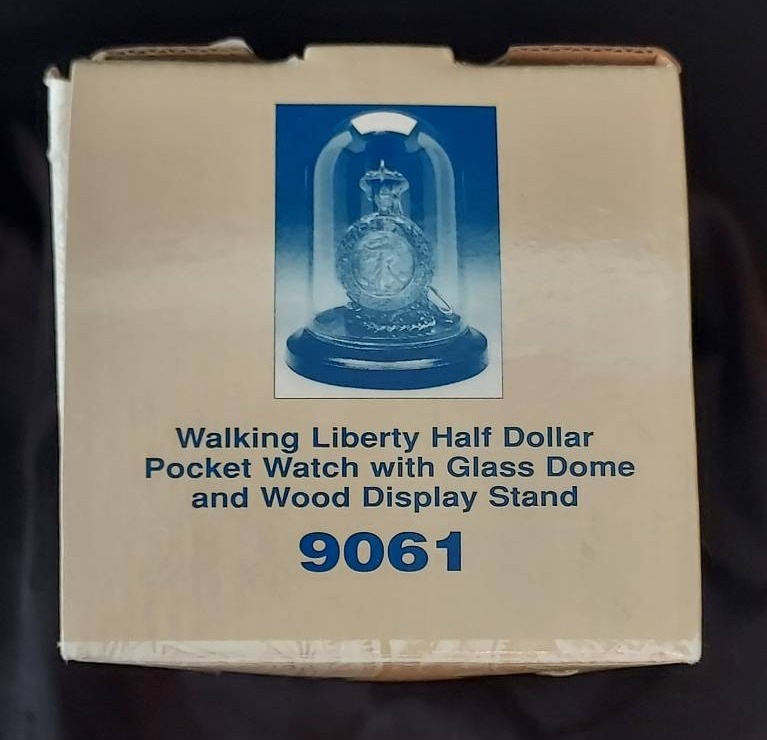 Walking Liberty Half Dollar
Pocket Watch with Glass Dome
and Wood Display Stand
9061